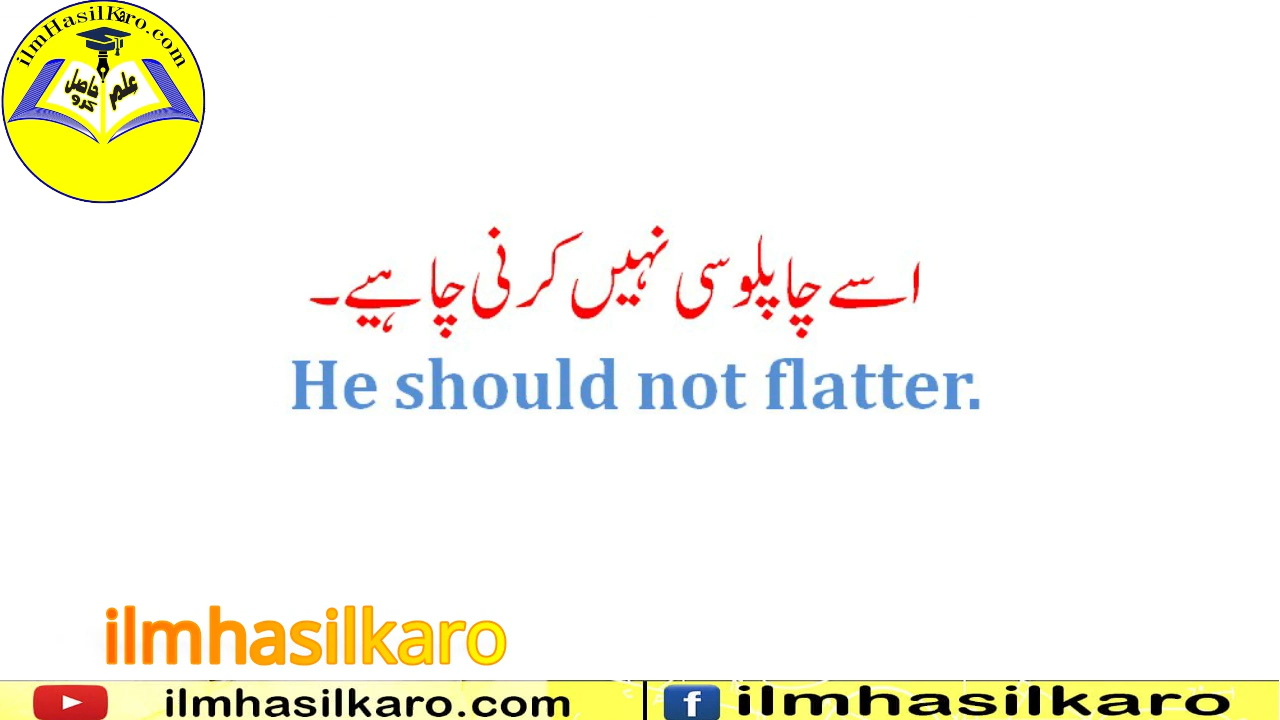 ilmHasilKaro.com
علم حاصل کرو
اسے چاپلوسی نہیں کرنی چاہیے۔
He should not flatter.
ilmhasilkaro
ilmhasilkaro.com
f ilmhasilkaro